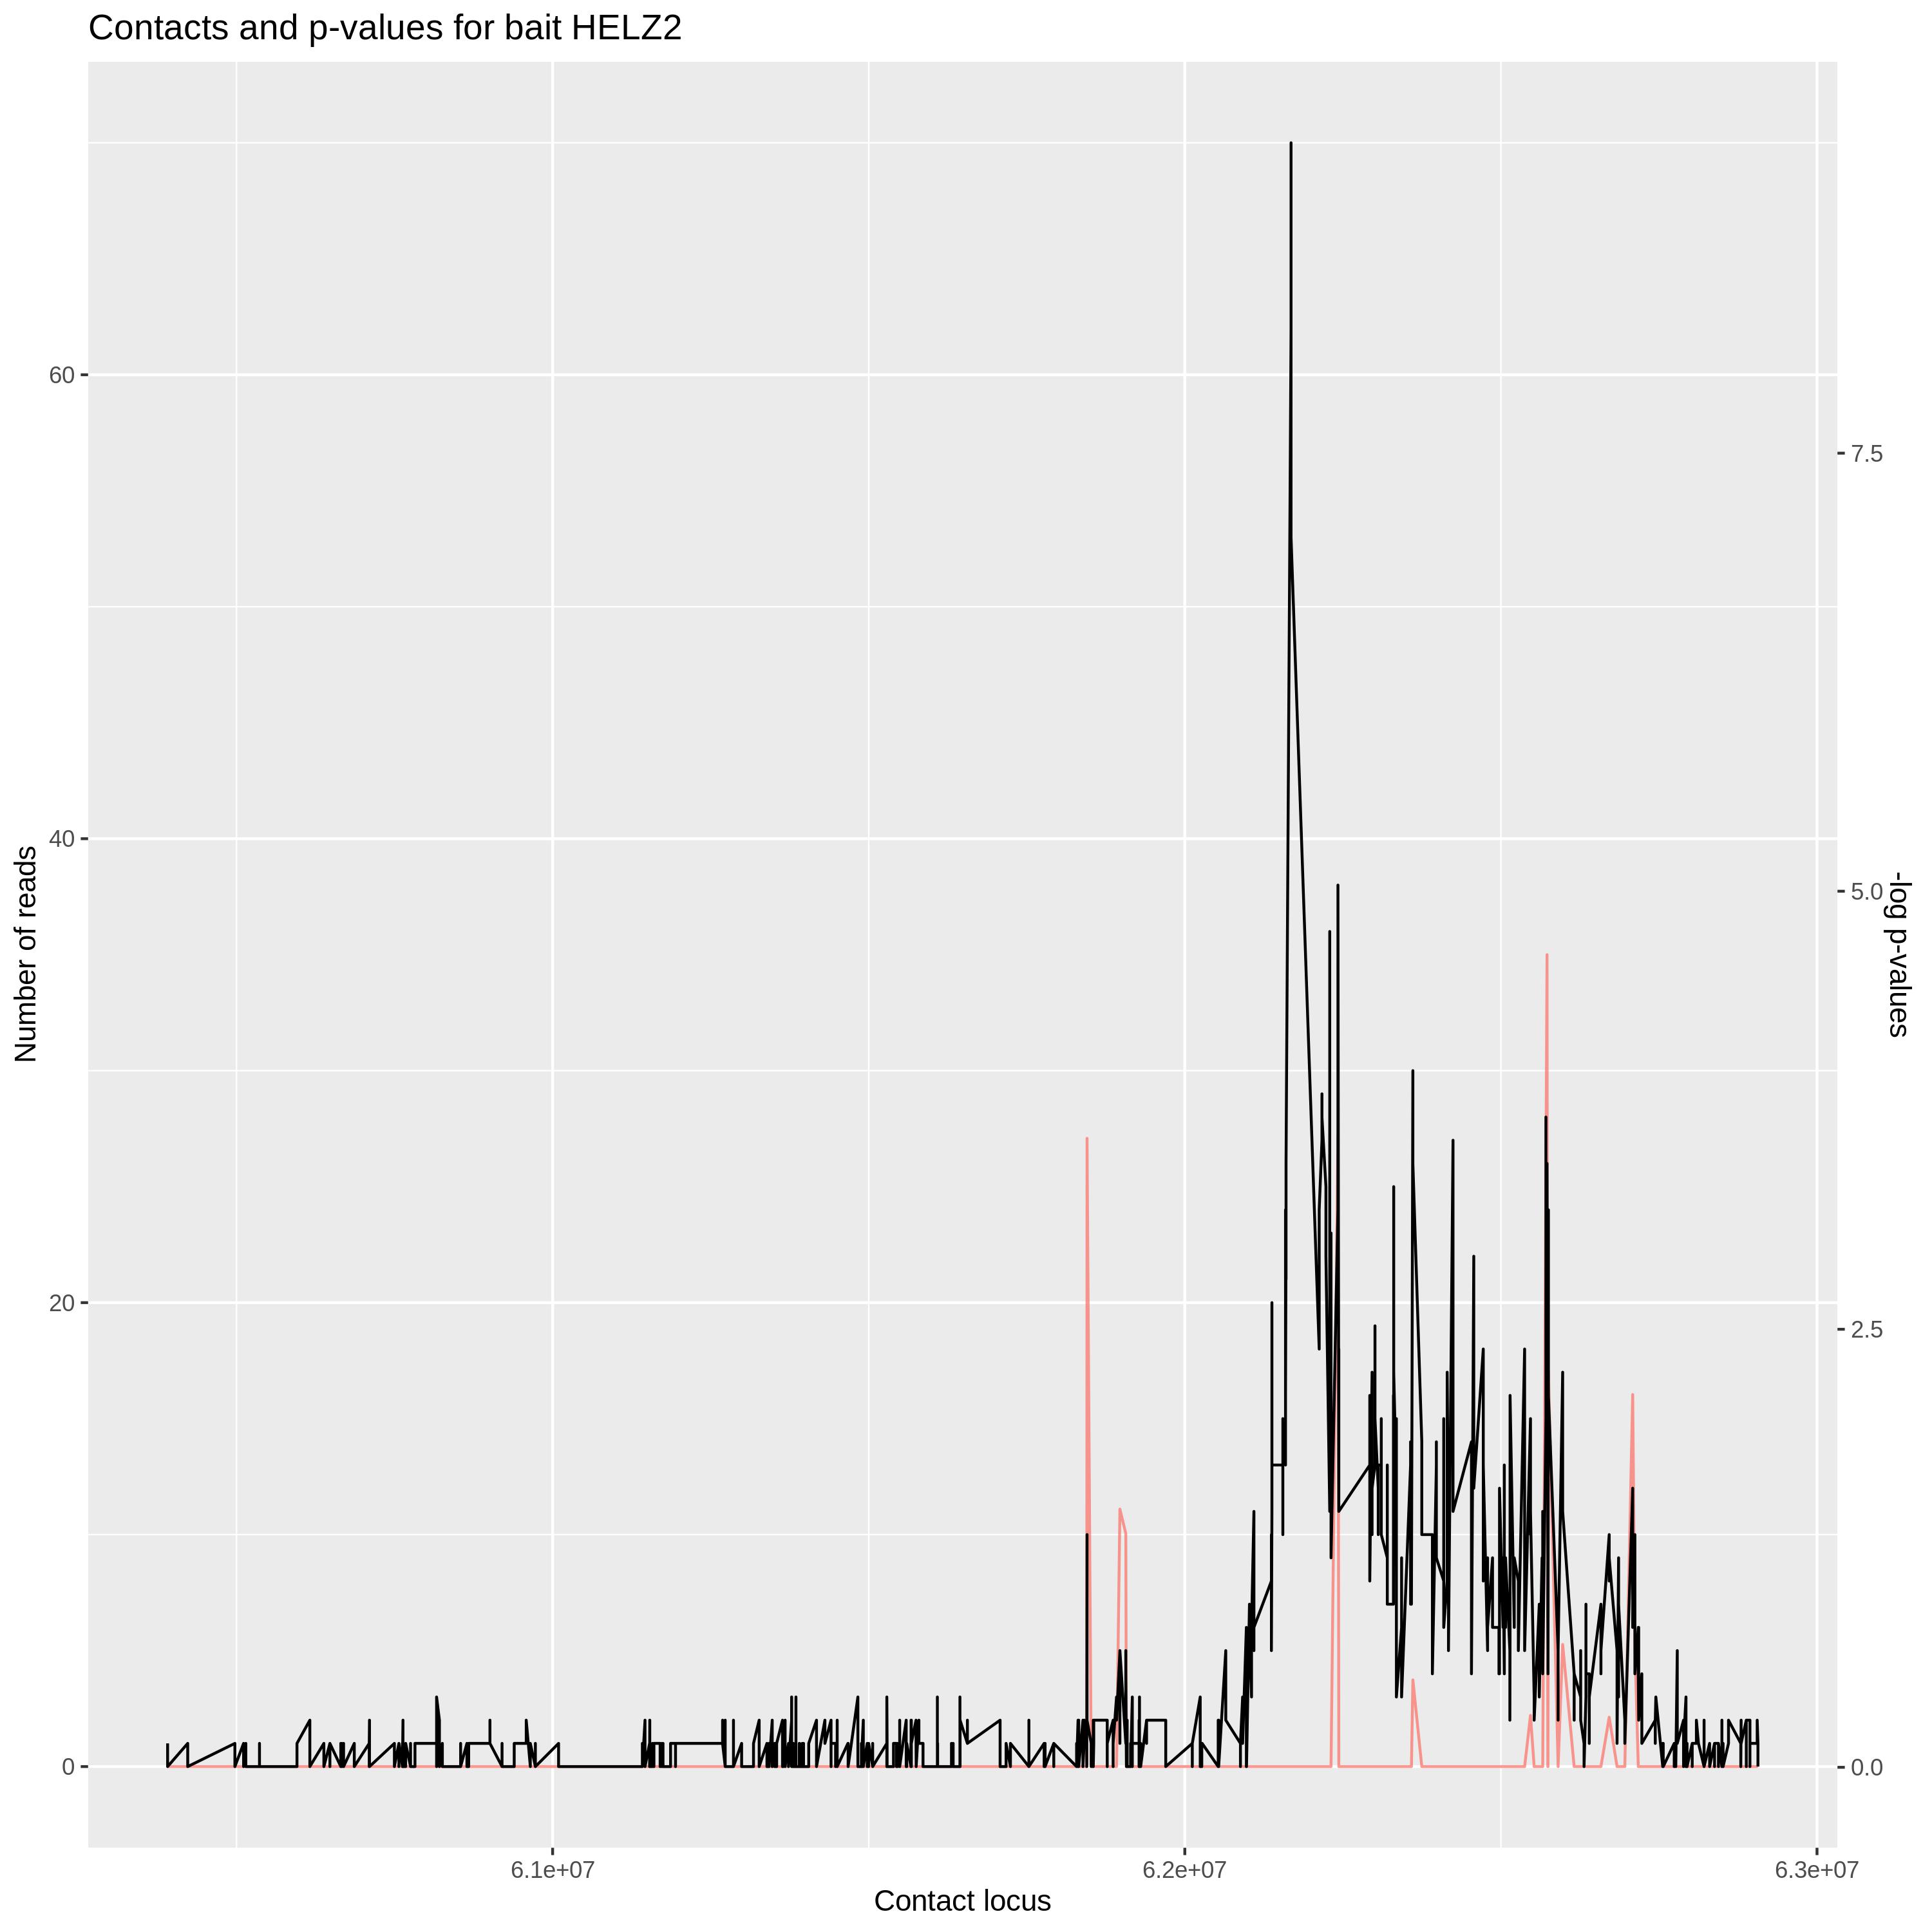 Contacts and p-values for bait HELZ2
60
40
20
0
Number of reads
7.5
5.0
2.5
0.0
-log p-values
6.1e+07
6.2e+07
6.3e+07
Contact locus